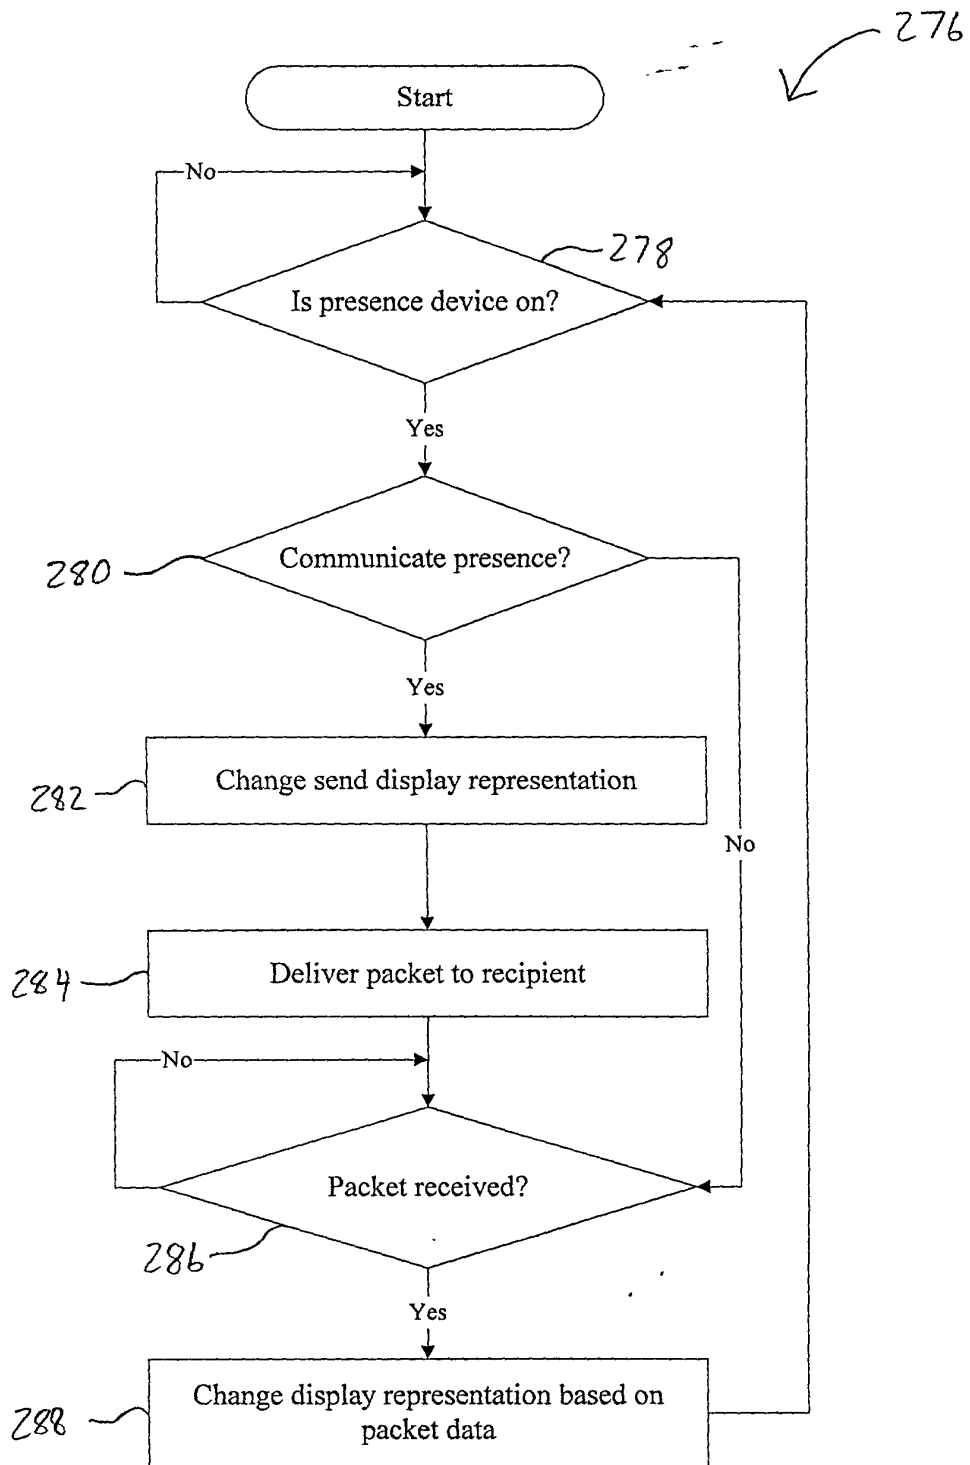 276
Start
No
278
Is presence device on?
Yes
280
Communicate presence?
Yes
282
Change send display representation
No
284
Deliver packet to recipient
No
Packet received?
286
Yes
288
Change display representation based on
packet data